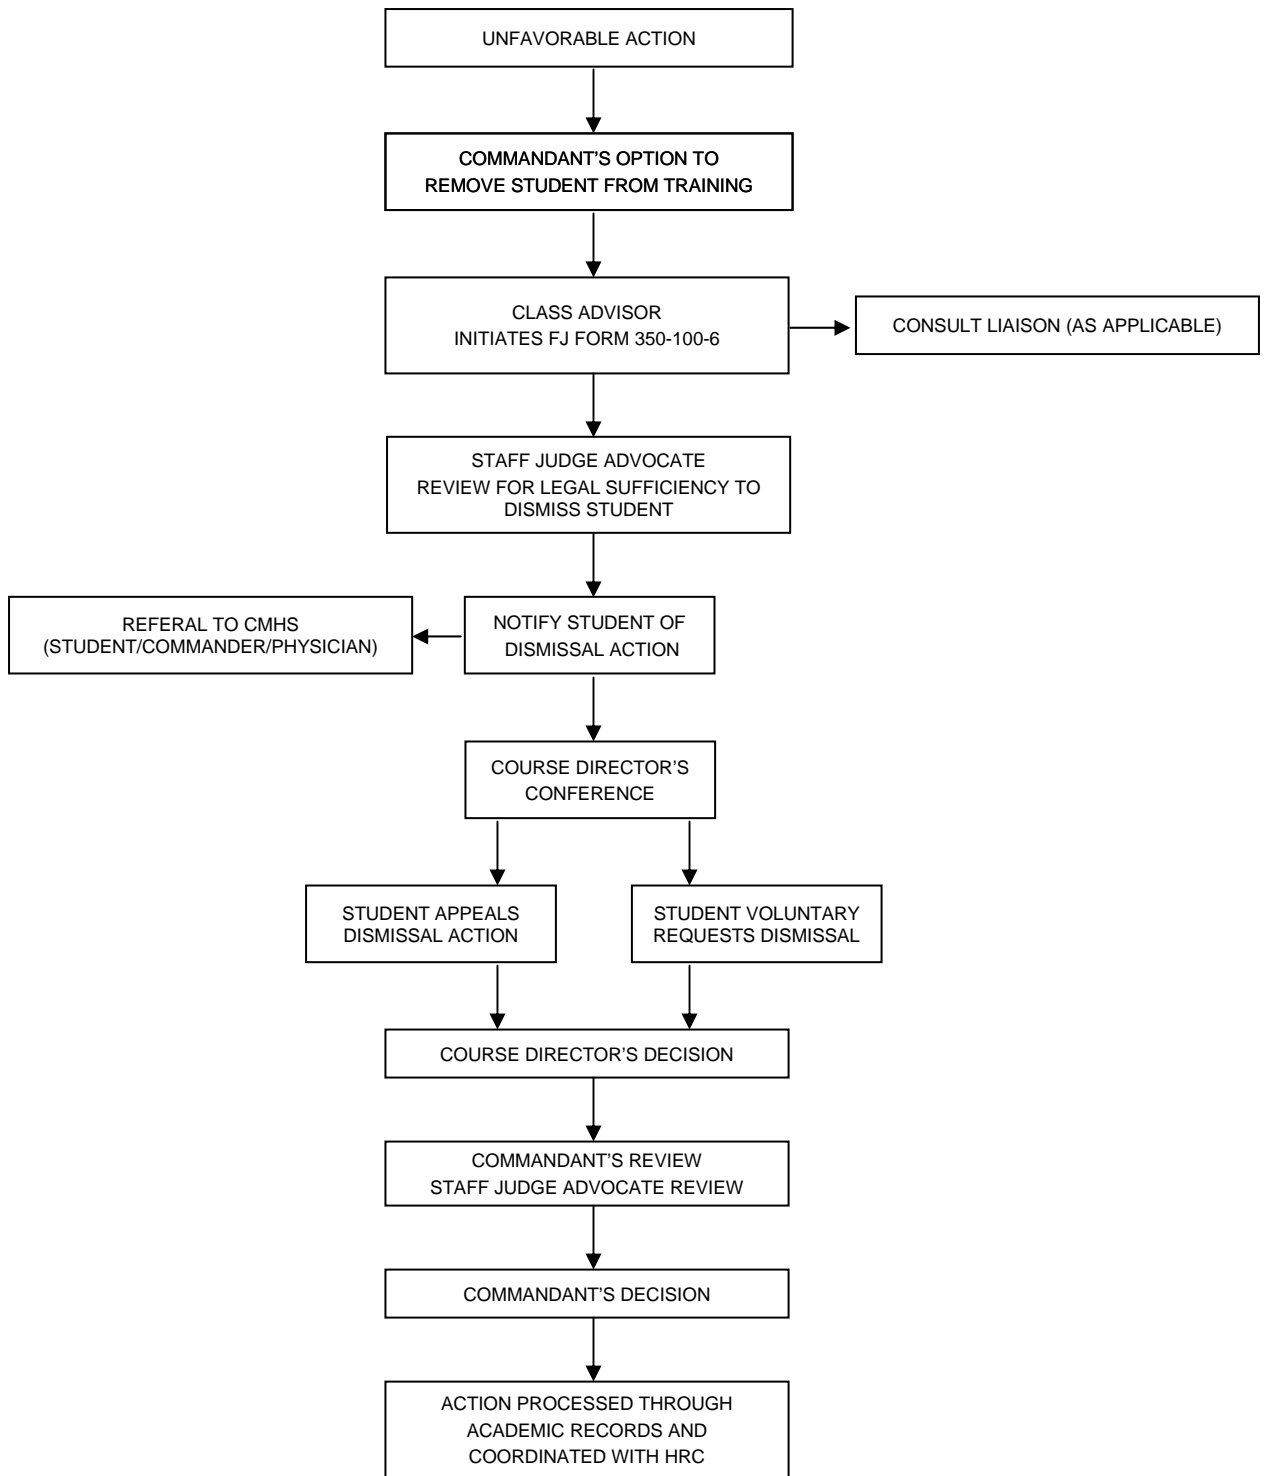 UNFAVORABLE ACTION
COMMANDANT'S OPTION TO
REMOVE STUDENT FROM TRAINING
CLASS ADVISOR
INITIATES FJ FORM 350-100-6
CONSULT LIAISON (AS APPLICABLE)
STAFF JUDGE ADVOCATE
REVIEW FOR LEGAL SUFFICIENCY TO
DISMISS STUDENT
REFERAL TO CMHS
(STUDENT/COMMANDER/PHYSICIAN)
NOTIFY STUDENT OF
DISMISSAL ACTION
COURSE DIRECTOR'S
CONFERENCE
STUDENT APPEALS
DISMISSAL ACTION
STUDENT VOLUNTARY
REQUESTS DISMISSAL
COURSE DIRECTOR'S DECISION
COMMANDANT'S REVIEW
STAFF JUDGE ADVOCATE REVIEW
COMMANDANT'S DECISION
ACTION PROCESSED THROUGH
ACADEMIC RECORDS AND
COORDINATED WITH HRC